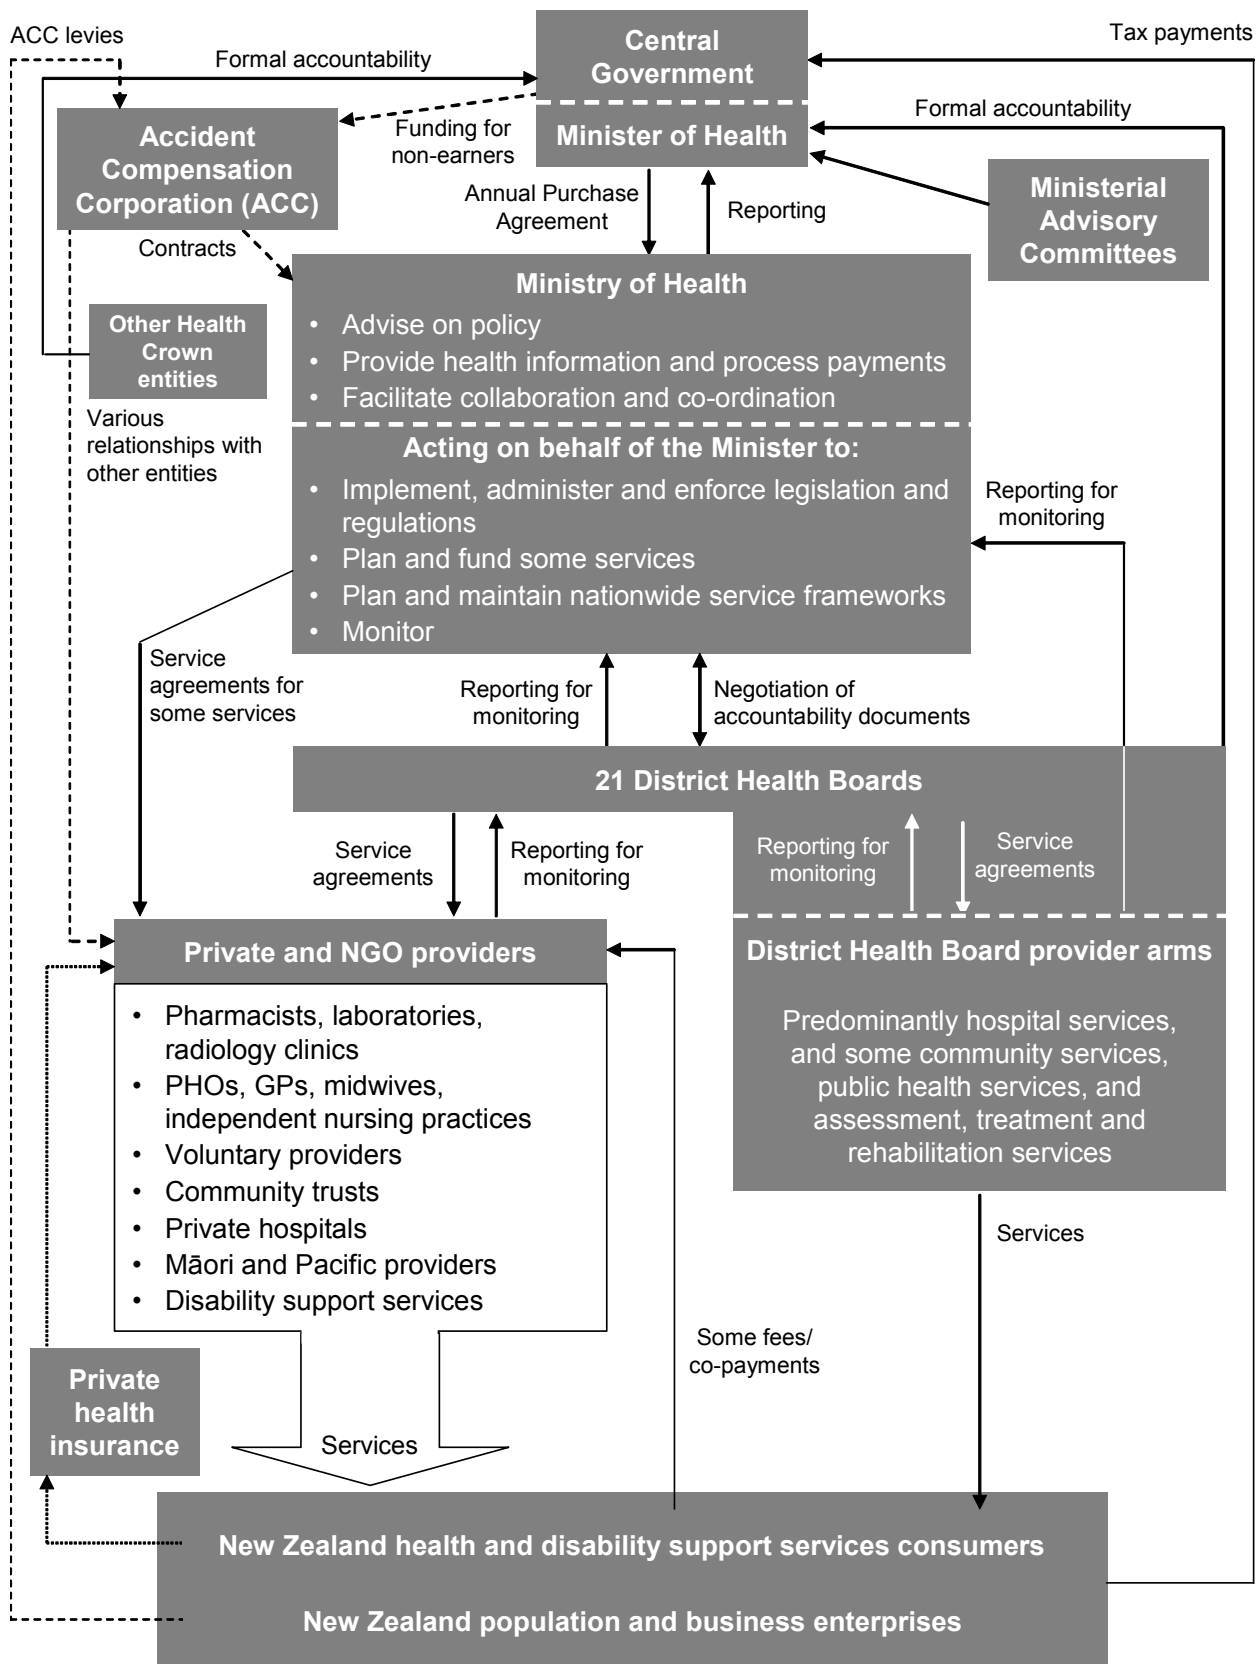 ACC levies
Tax payments
Central
Government
Formal accountability
Minister of Health
Formal accountability
Funding for
non-earners
Accident
Compensation
Corporation (ACC)
Ministerial
Advisory
Committees
Annual Purchase
Agreement
Reporting
Contracts
Ministry of Health
• Advise on policy
• Provide health information and process payments
• Facilitate collaboration and co-ordination
Other Health
Crown
entities
Various
relationships with
other entities
Acting on behalf of the Minister to:
• Implement, administer and enforce legislation and
regulations
• Plan and fund some services
• Plan and maintain nationwide service frameworks
• Monitor
Reporting for
monitoring
Service
agreements for
some services
Reporting for
monitoring
Negotiation of
accountability documents
21 District Health Boards
Service
agreements
Reporting for
monitoring
Reporting for
monitoring
Service
agreements
Private and NGO providers
• Pharmacists, laboratories,
radiology clinics
• PHOs, GPs, midwives,
independent nursing practices
• Voluntary providers
• Community trusts
• Private hospitals
• Māori and Pacific providers
• Disability support services
District Health Board provider arms
Predominantly hospital services,
and some community services,
public health services, and
assessment, treatment and
rehabilitation services
Services
Some fees/
co-payments
Private
health
insurance
Services
New Zealand health and disability support services consumers
New Zealand population and business enterprises